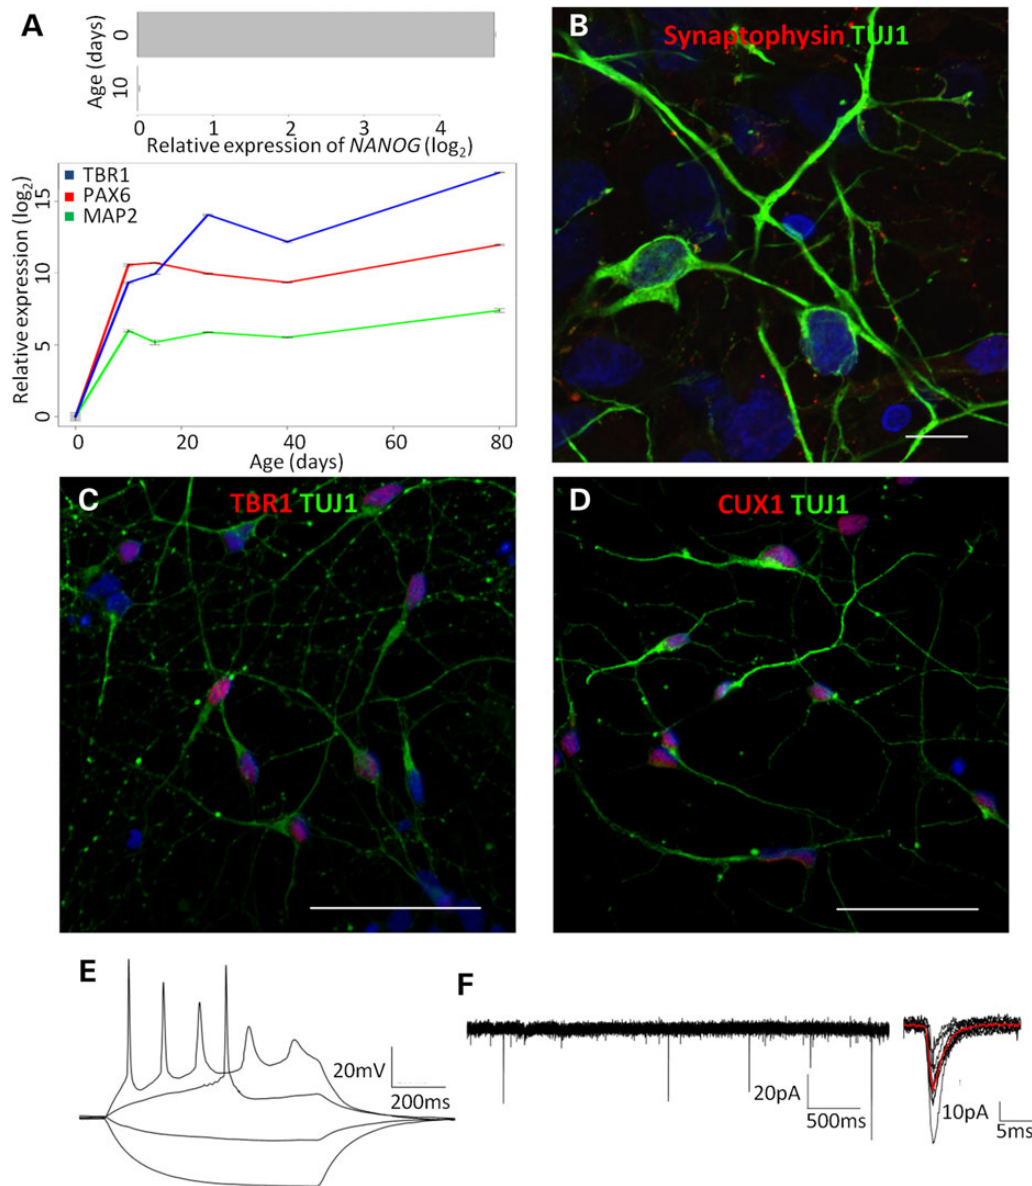 A
Age (days)
0
10
0 1 2 3 4
Relative expression of NANOG (log2)
TBR1
PAX6
MAP2
Relative expression (log2)
15
10
5
0
0 20 40 60 80
Age (days)
B
Synaptophysin TUJ1
C
TBR1 TUJ1
D
CUX1 TUJ1
E
20mV
200ms
F
20pA
500ms
10pA
5ms